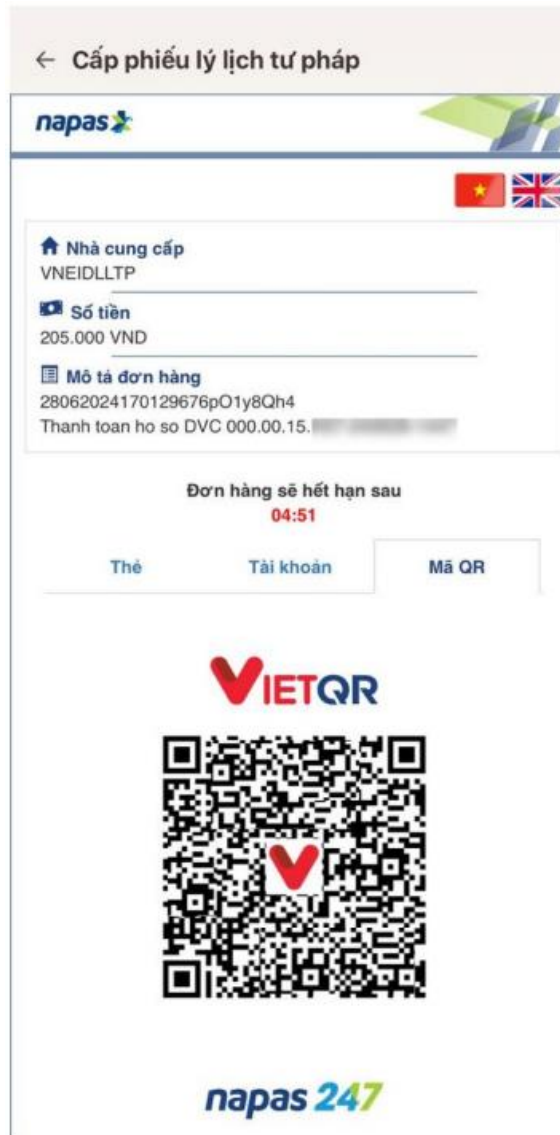 ← Cấp phiếu lý lịch tư pháp
napas
Nhà cung cấp
VNEIDLLTP
Số tiền
205.000 VND
Mô tả đơn hàng
28062024170129676pO1y8Qh4
Thanh toan ho so DVC 000.00.15.
Đơn hàng sẽ hết hạn sau
04:51
Thẻ Tài khoản Mã QR
VIETQR
napas 247